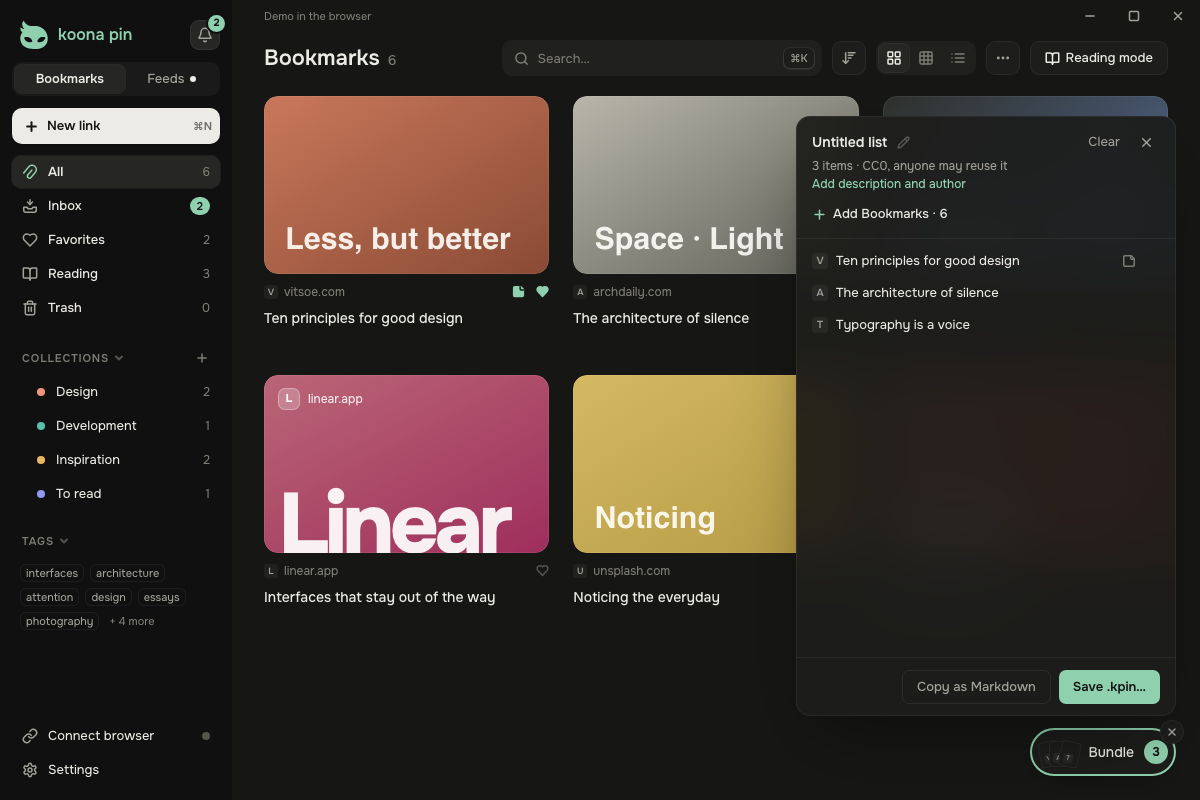 Demo in the browser
koona pin
2
Bookmarks
Feeds
New link
⌘N
All
6
Inbox
2
Favorites
2
Reading
3
Trash
0
COLLECTIONS
Design
2
Development
1
Inspiration
2
To read
1
TAGS
interfaces
architecture
attention
design
essays
photography
+ 4 more
Connect browser
Settings
Bookmarks 6
Search...
⌘K
Reading mode
Less, but better
V vitsoe.com
Ten principles for good design
Space · Light
A archdaily.com
The architecture of silence
L linear.app
Linear
L linear.app
Interfaces that stay out of the way
Noticing
U unsplash.com
Noticing the everyday
Untitled list
Clear
3 items · CC0, anyone may reuse it
Add description and author
Add Bookmarks · 6
V Ten principles for good design
A The architecture of silence
T Typography is a voice
Copy as Markdown
Save .kpin...
Bundle
3